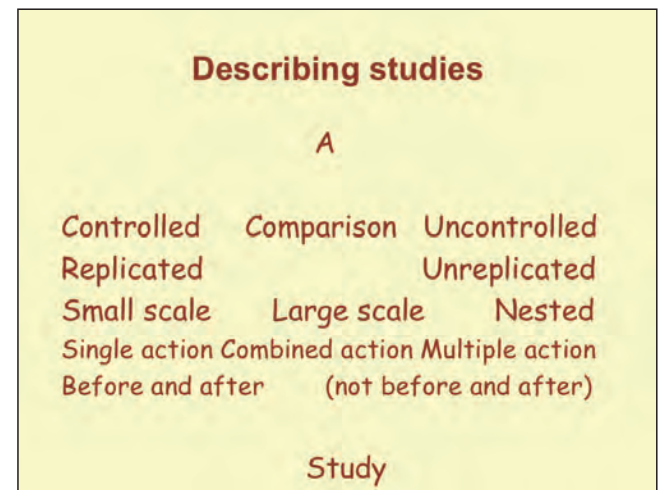 Describing studies
A
Controlled Comparison Uncontrolled
Replicated Unreplicated
Small scale Large scale Nested
Single action Combined action Multiple action
Before and after (not before and after)
Study